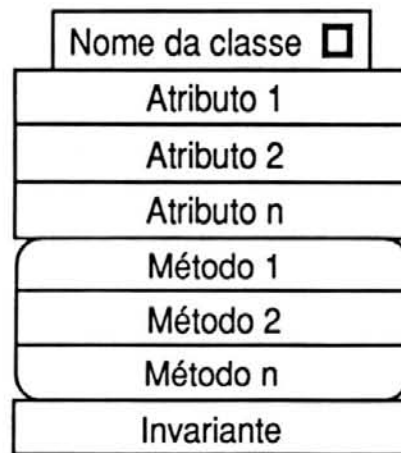 Nome da classe
Atributo 1
Atributo 2
Atributo n
Método 1
Método 2
Método n
Invariante